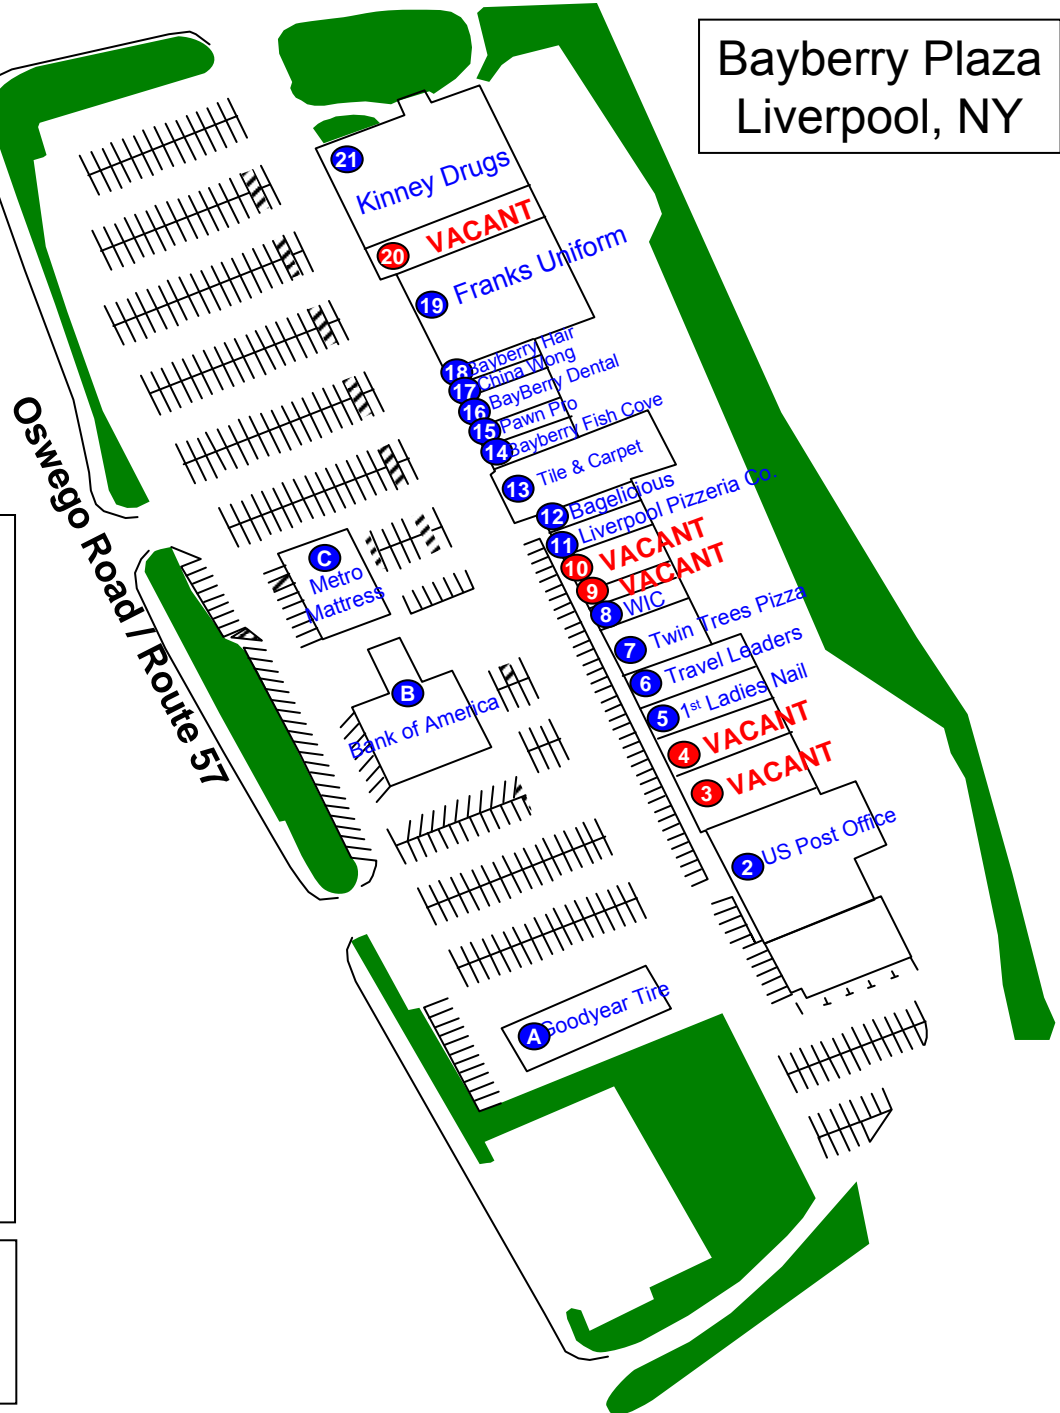 Bayberry Plaza
Liverpool, NY
21
Kinney Drugs
20 VACANT
19 Franks Uniform
18 Bayberry Hair
17 China Wong
16 BayBerry Dental
15 Pawn Pro
14 Bayberry Fish Cove
13 Tile & Carpet
12 Bagelicious
11 Liverpool Pizzeria Co.
10 VACANT
9 VACANT
8 WIC
7 Twin Trees Pizza
6 Travel Leaders
5 1st Ladies Nail
4 VACANT
3 VACANT
2 US Post Office
C
Metro
Mattress
B
Bank of America
A Goodyear Tire
Oswego Road / Route 57